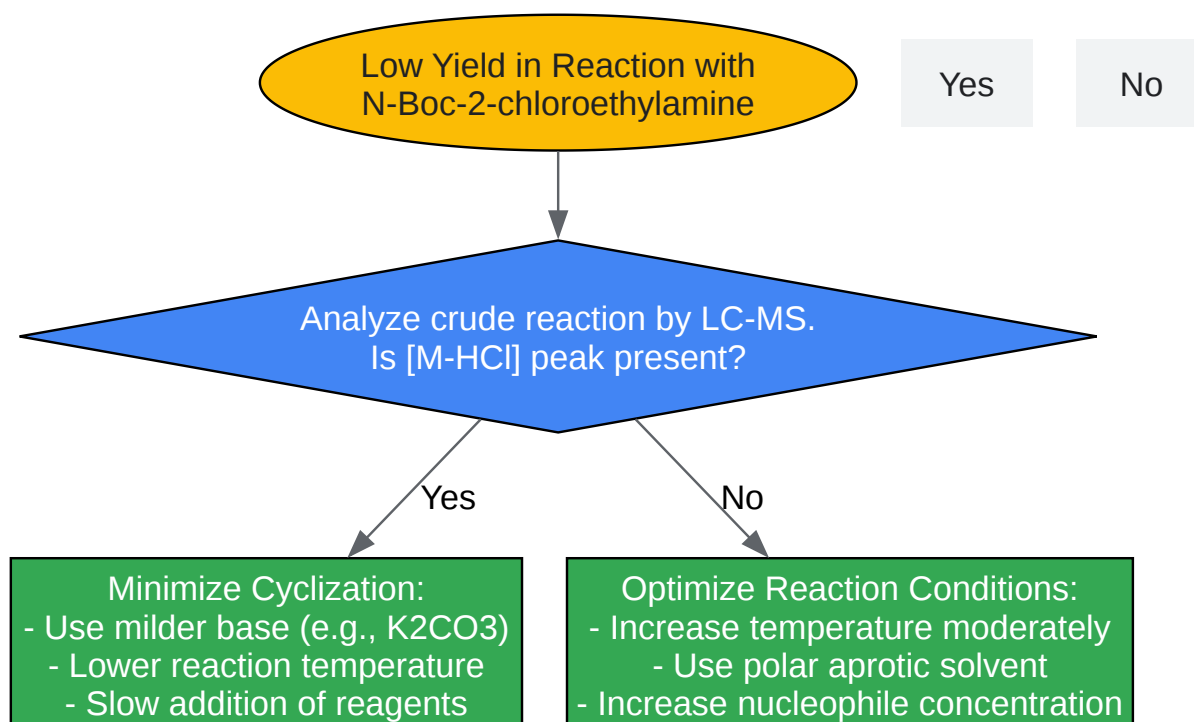 Low Yield in Reaction with
N-Boc-2-chloroethylamine
Yes
No
Analyze crude reaction by LC-MS.
Is [M-HCl] peak present?
Yes
No
Minimize Cyclization:
- Use milder base (e.g., K2CO3)
- Lower reaction temperature
- Slow addition of reagents
Optimize Reaction Conditions:
- Increase temperature moderately
- Use polar aprotic solvent
- Increase nucleophile concentration